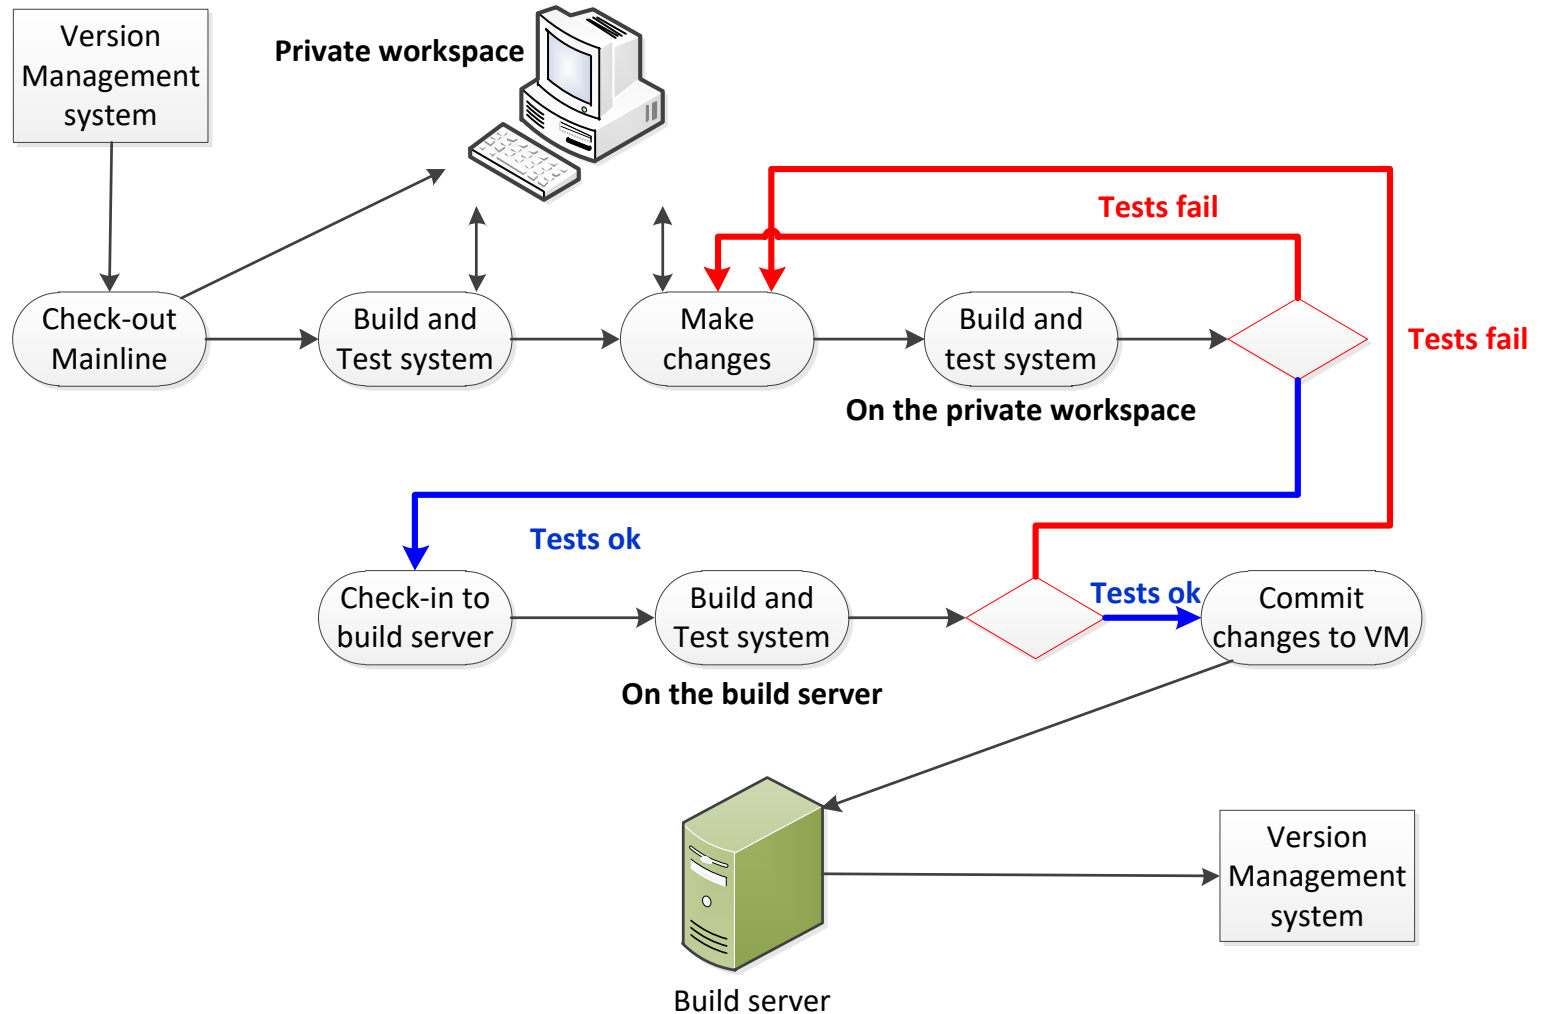 Version
Management
system
Private workspace
Tests fail
Check-out
Mainline
Build and
Test system
Make
changes
Build and
test system
Tests fail
On the private workspace
Tests ok
Check-in to
build server
Build and
Test system
Tests ok
Commit
changes to VM
On the build server
Version
Management
system
Build server